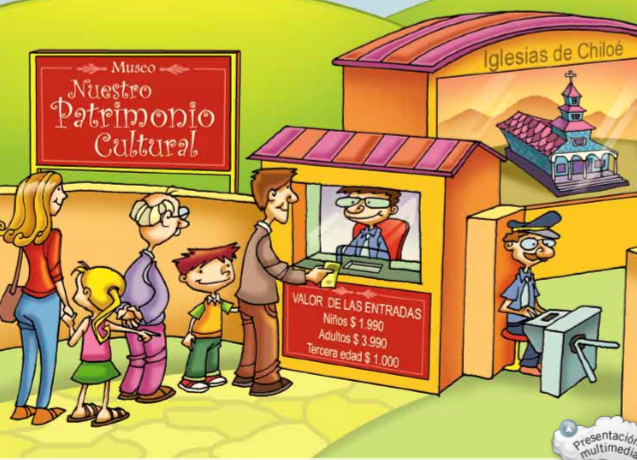 Museo
Nuestro
Patrimonio
Cultural
Iglesias de Chiloé
VALOR DE LAS ENTRADAS
Niños $ 1.990
Adultos $ 3.990
Tercera edad $ 1.000
Presentación
multimedia